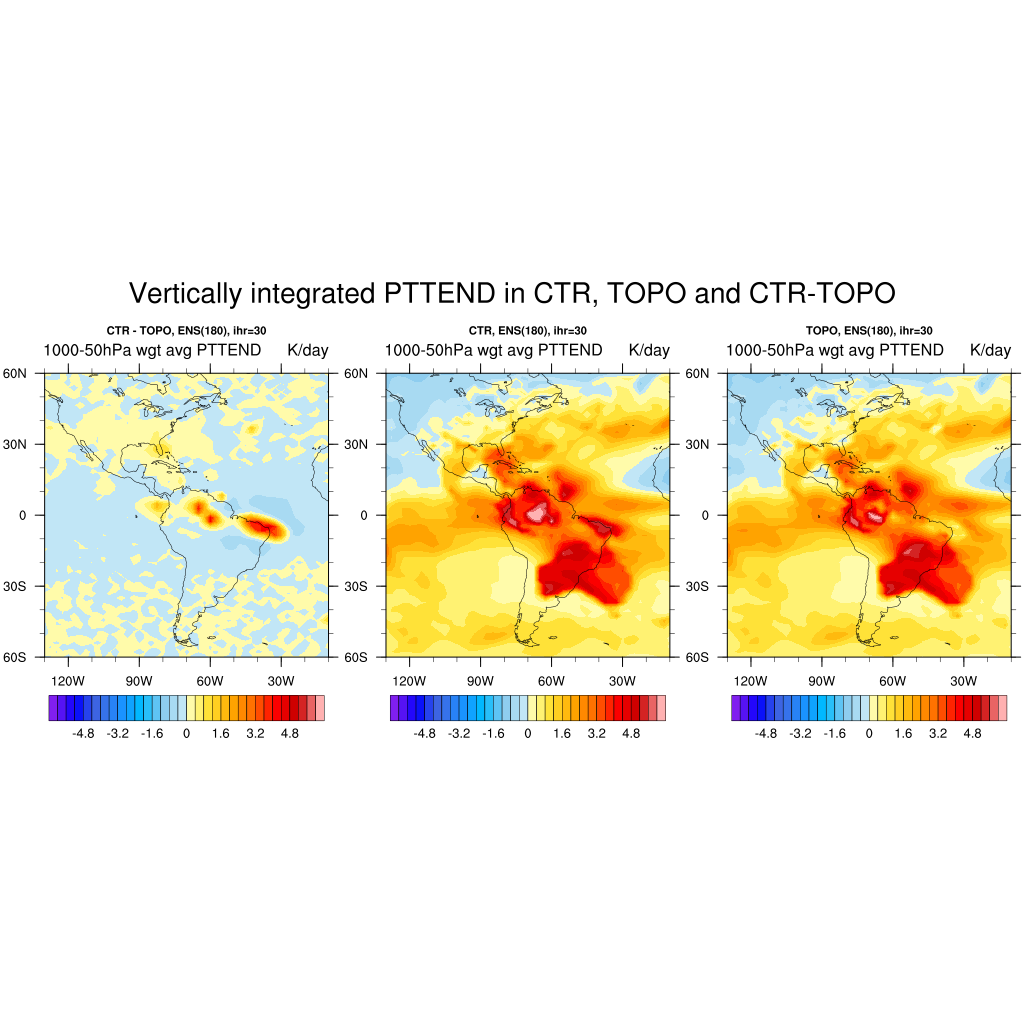 Vertically integrated PTTEND in CTR, TOPO and CTR-TOPO
CTR - TOPO, ENS(180), ihr=30
1000-50hPa wgt avg PTTEND K/day
60N
30N
0
30S
60S
120W 90W 60W 30W
-4.8 -3.2 -1.6 0 1.6 3.2 4.8
CTR, ENS(180), ihr=30
1000-50hPa wgt avg PTTEND K/day
60N
30N
0
30S
60S
120W 90W 60W 30W
-4.8 -3.2 -1.6 0 1.6 3.2 4.8
TOPO, ENS(180), ihr=30
1000-50hPa wgt avg PTTEND K/day
60N
30N
0
30S
60S
120W 90W 60W 30W
-4.8 -3.2 -1.6 0 1.6 3.2 4.8